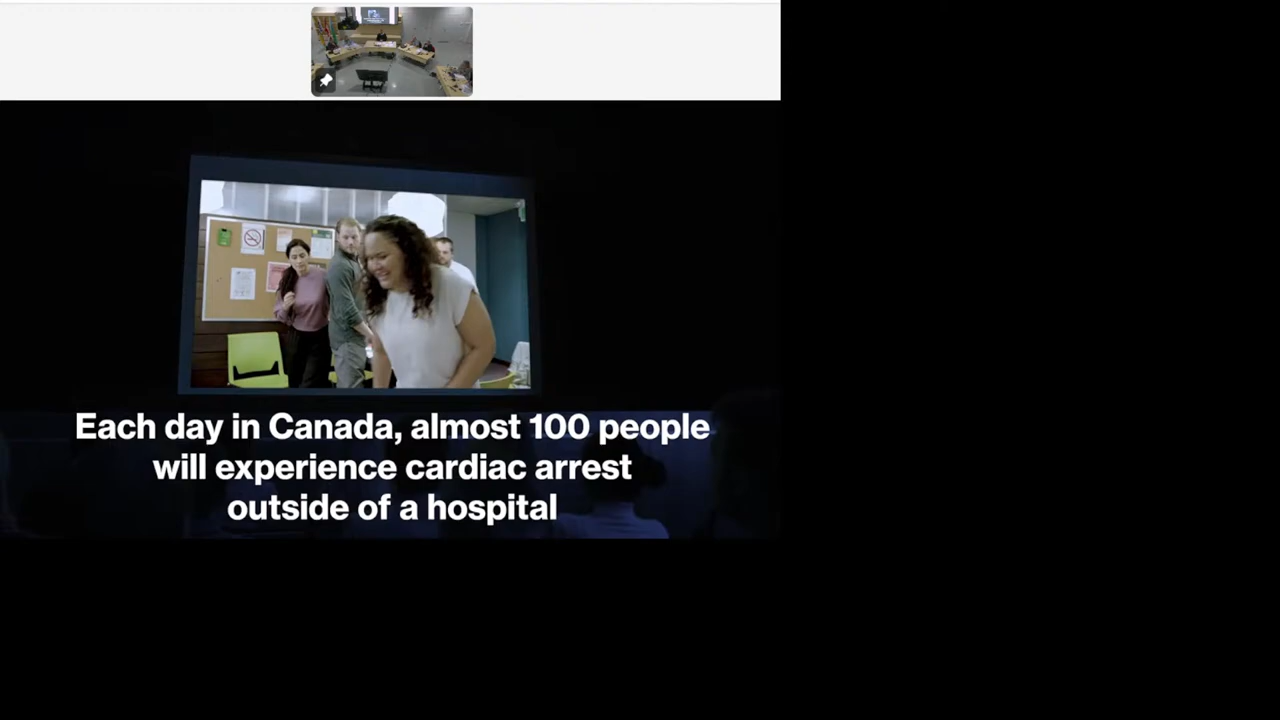 Each day in Canada, almost 100 people
will experience cardiac arrest
outside of a hospital